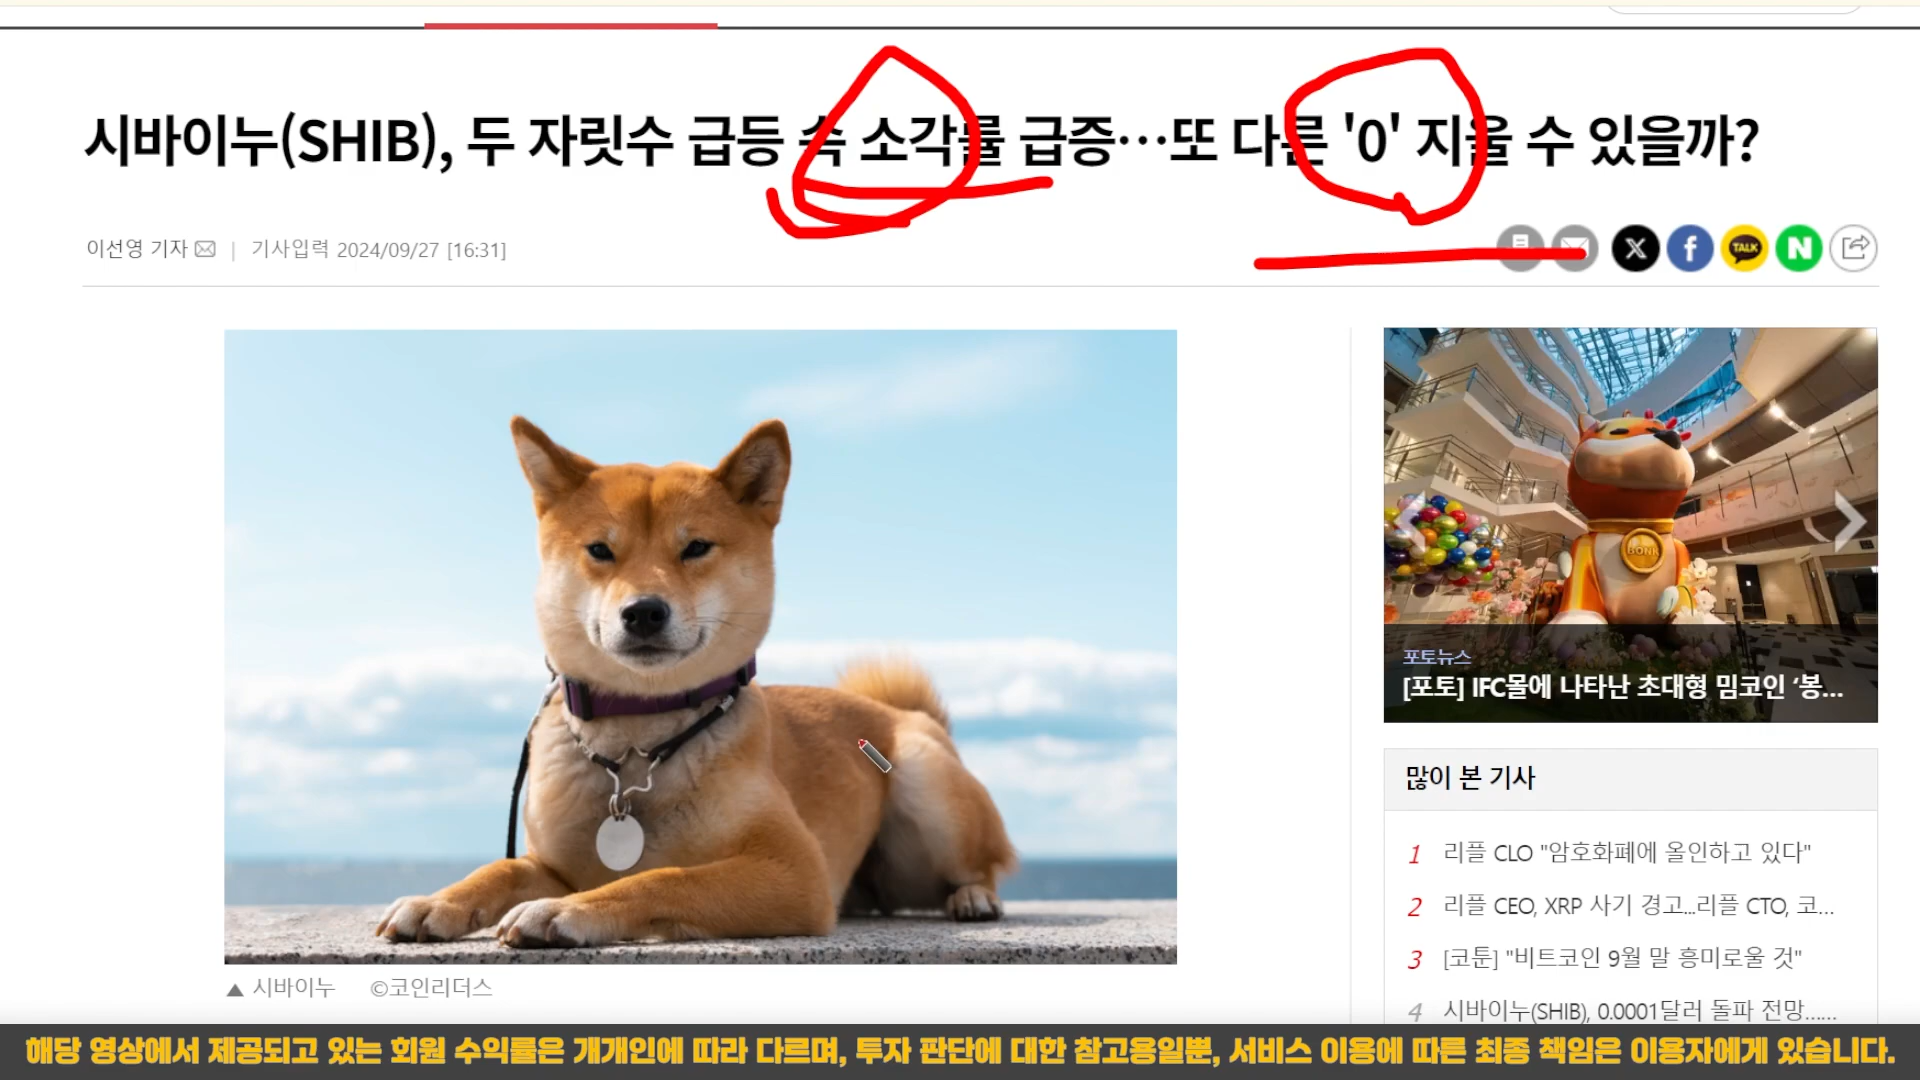 시바이누(SHIB), 두 자릿수 급등 속 소각률 급증…또 다른 '0' 지울 수 있을까?
이선영 기자 | 기사입력 2024/09/27 [16:31]
TALK
BONK
포토뉴스
[포토] IFC몰에 나타난 초대형 밈코인 ‘봉...
많이 본 기사
1 리플 CLO "암호화폐에 올인하고 있다"
2 리플 CEO, XRP 사기 경고...리플 CTO, 코...
3 [코툰] "비트코인 9월 말 흥미로울 것"
4 시바이누(SHIB), 0.0001달러 돌파 전망......
▲ 시바이누 ©코인리더스
해당 영상에서 제공되고 있는 회원 수익률은 개개인에 따라 다르며, 투자 판단에 대한 참고용일뿐, 서비스 이용에 따른 최종 책임은 이용자에게 있습니다.